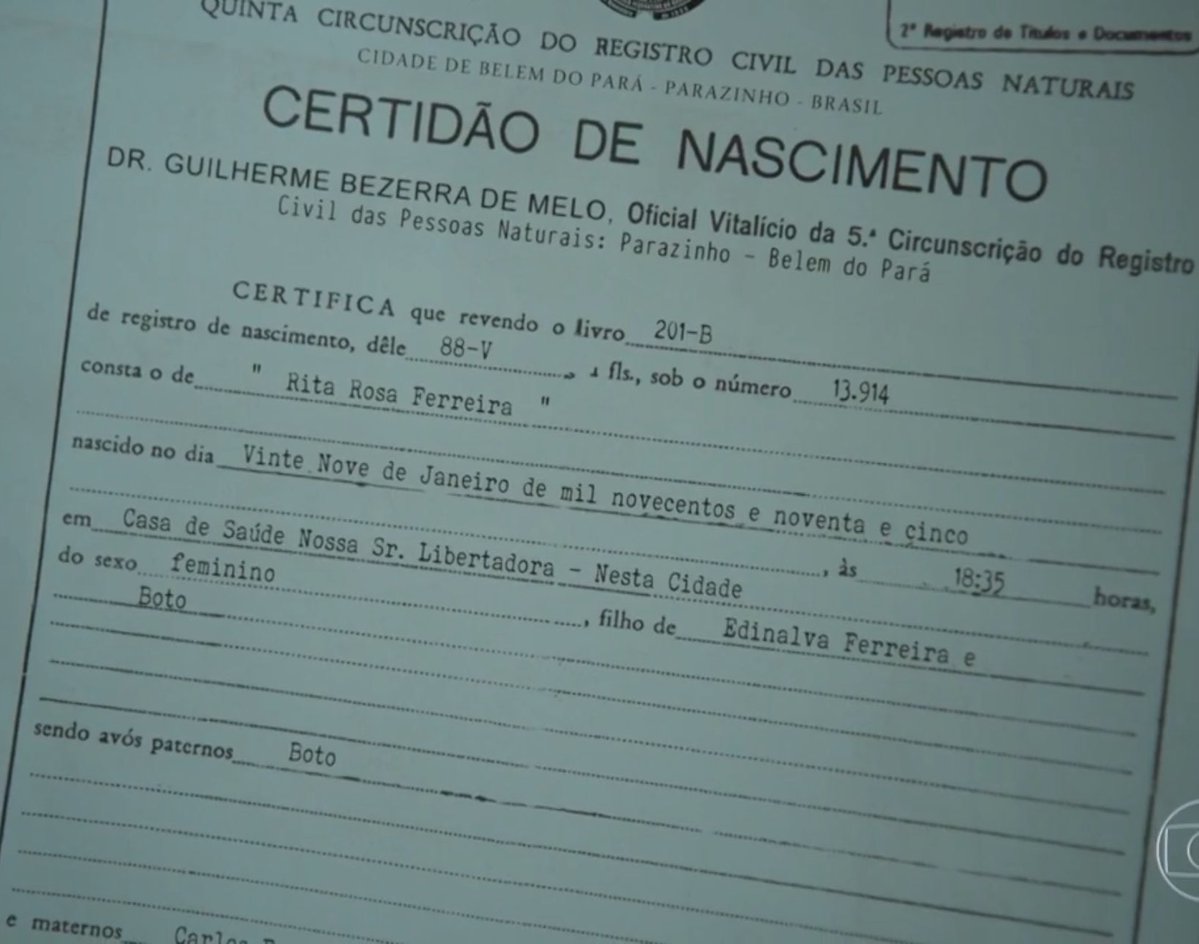 QUINTA CIRCUNSCRIÇÃO DO REGISTRO CIVIL DAS PESSOAS NATURAIS
2º Registro de Títulos e Documentos
CIDADE DE BELEM DO PARÁ - PARAZINHO - BRASIL
CERTIDÃO DE NASCIMENTO
DR. GUILHERME BEZERRA DE MELO, Oficial Vitalício da 5.ª Circunscrição do Registro
Civil das Pessoas Naturais: Parazinho - Belem do Pará
CERTIFICA que revendo o livro 201-B
de registro de nascimento, dêle 88-V, fls., sob o número 13.914
consta o de " Rita Rosa Ferreira "
nascido no dia Vinte Nove de Janeiro de mil novecentos e noventa e cinco
, às 18:35 horas,
em Casa de Saúde Nossa Sr. Libertadora - Nesta Cidade
do sexo feminino, filho de Edinalva Ferreira e
Boto
sendo avós paternos Boto
e maternos Carlos